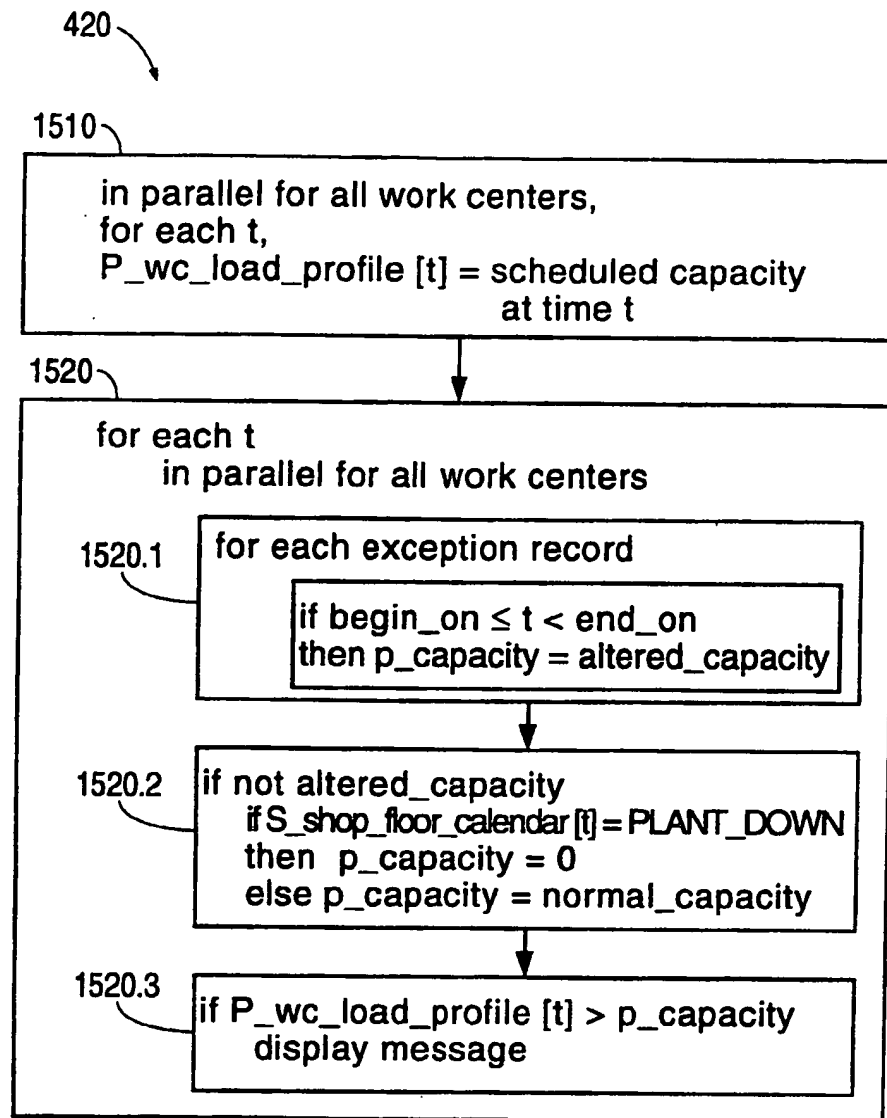 420
1510
in parallel for all work centers,
for each t,
P_wc_load_profile [t] = scheduled capacity
at time t
1520
for each t
in parallel for all work centers
1520.1
for each exception record
if begin_on ≤ t < end_on
then p_capacity = altered_capacity
1520.2
if not altered_capacity
if S_shop_floor_calendar [t] = PLANT_DOWN
then p_capacity = 0
else p_capacity = normal_capacity
1520.3
if P_wc_load_profile [t] > p_capacity
display message